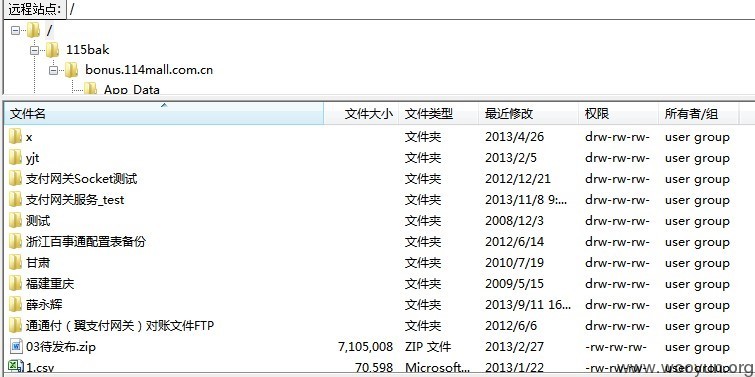 远程站点: /
/
115bak
bonus.114mall.com.cn
App_Data
文件名 文件大小 文件类型 最近修改 权限 所有者/组
x 文件夹 2013/4/26 drw-rw-rw- user group
yjt 文件夹 2013/2/5 drw-rw-rw- user group
支付网关Socket测试 文件夹 2012/12/21 drw-rw-rw- user group
支付网关服务_test 文件夹 2013/11/8 9:... drw-rw-rw- user group
测试 文件夹 2008/12/3 drw-rw-rw- user group
浙江百事通配置表备份 文件夹 2012/6/14 drw-rw-rw- user group
甘肃 文件夹 2010/7/19 drw-rw-rw- user group
福建重庆 文件夹 2009/5/15 drw-rw-rw- user group
薛永辉 文件夹 2013/9/11 16... drw-rw-rw- user group
通通付（翼支付网关）对账文件FTP 文件夹 2012/6/6 drw-rw-rw- user group
03待发布.zip 7,105,008 ZIP 文件 2013/2/27 -rw-rw-rw- user group
1.csv 70,598 Microsoft... 2013/1/22 -rw-rw-rw- user group